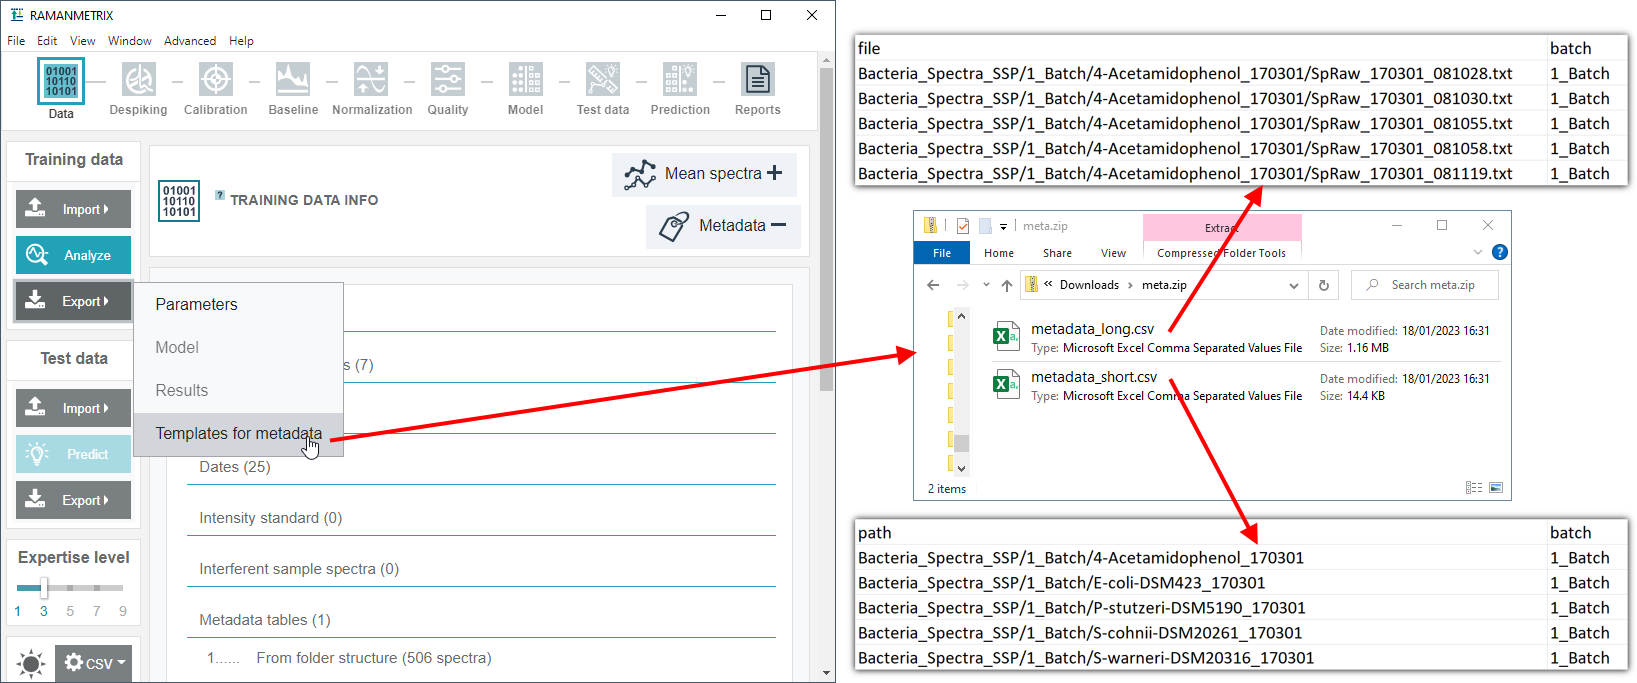 RAMANMETRIX
File Edit View Window Advanced Help
01001
10110
10101
Data
Despiking
Calibration
Baseline
Normalization
Quality
Model
Test data
Prediction
Reports
Training data
Import
Analyze
Export
Test data
Import
Predict
Export
Expertise level
1 3 5 7 9
CSV
01001
10110
10101
? TRAINING DATA INFO
Mean spectra +
Metadata −
Parameters
Model
Results
Templates for metadata
s (7)
Dates (25)
Intensity standard (0)
Interferent sample spectra (0)
Metadata tables (1)
1...... From folder structure (506 spectra)
file batch
Bacteria_Spectra_SSP/1_Batch/4-Acetamidophenol_170301/SpRaw_170301_081028.txt 1_Batch
Bacteria_Spectra_SSP/1_Batch/4-Acetamidophenol_170301/SpRaw_170301_081030.txt 1_Batch
Bacteria_Spectra_SSP/1_Batch/4-Acetamidophenol_170301/SpRaw_170301_081055.txt 1_Batch
Bacteria_Spectra_SSP/1_Batch/4-Acetamidophenol_170301/SpRaw_170301_081058.txt 1_Batch
Bacteria_Spectra_SSP/1_Batch/4-Acetamidophenol_170301/SpRaw_170301_081119.txt 1_Batch
meta.zip
Extract
File Home Share View Compressed Folder Tools
?
« Downloads › meta.zip
Search meta.zip
metadata_long.csv
Type: Microsoft Excel Comma Separated Values File
Date modified: 18/01/2023 16:31
Size: 1.16 MB
metadata_short.csv
Type: Microsoft Excel Comma Separated Values File
Date modified: 18/01/2023 16:31
Size: 14.4 KB
2 items
path batch
Bacteria_Spectra_SSP/1_Batch/4-Acetamidophenol_170301 1_Batch
Bacteria_Spectra_SSP/1_Batch/E-coli-DSM423_170301 1_Batch
Bacteria_Spectra_SSP/1_Batch/P-stutzeri-DSM5190_170301 1_Batch
Bacteria_Spectra_SSP/1_Batch/S-cohnii-DSM20261_170301 1_Batch
Bacteria_Spectra_SSP/1_Batch/S-warneri-DSM20316_170301 1_Batch